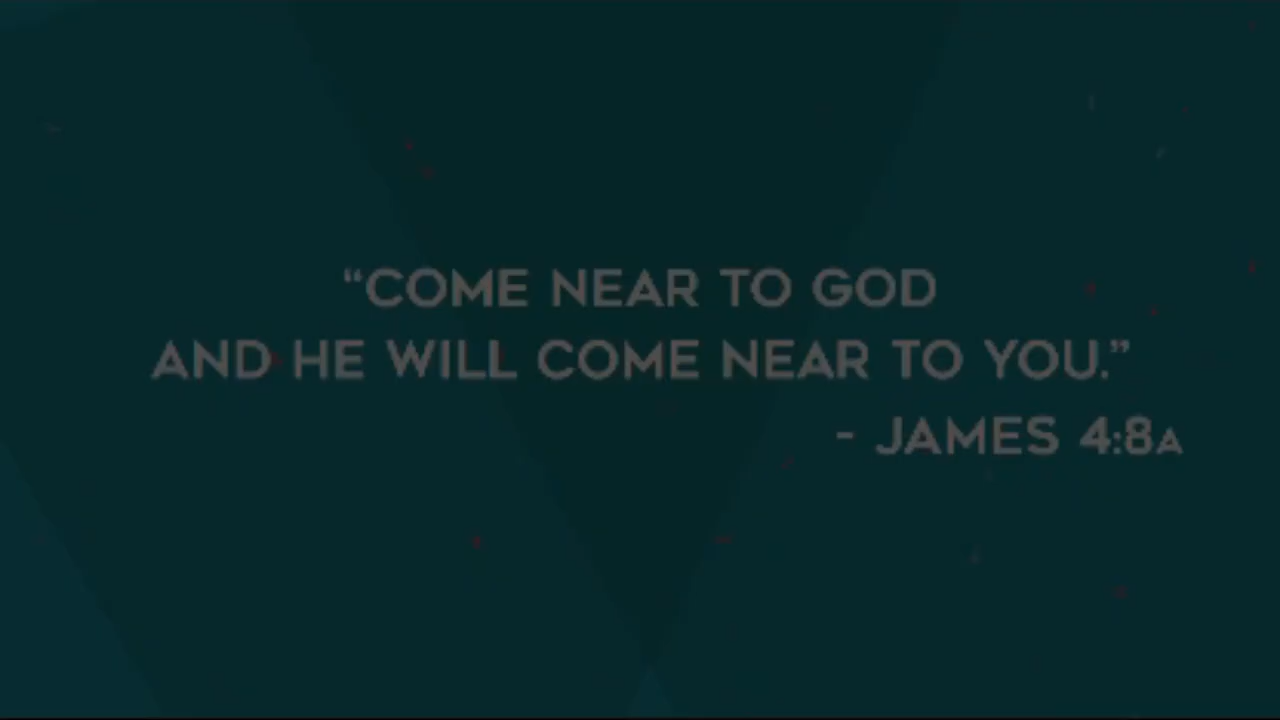 “COME NEAR TO GOD
AND HE WILL COME NEAR TO YOU.”
- JAMES 4:8A